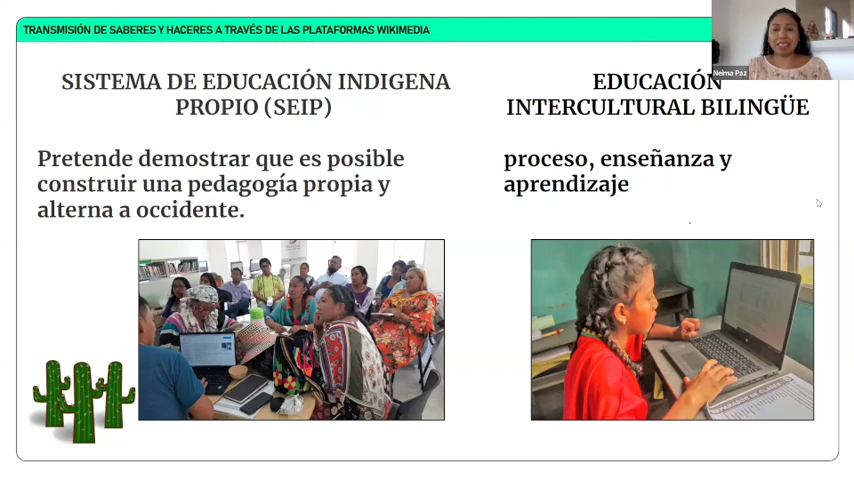 TRANSMISIÓN DE SABERES Y HACERES A TRAVÉS DE LAS PLATAFORMAS WIKIMEDIA
Neima Paz
SISTEMA DE EDUCACIÓN INDIGENA
PROPIO (SEIP)
Pretende demostrar que es posible
construir una pedagogía propia y
alterna a occidente.
EDUCACIÓN
INTERCULTURAL BILINGÜE
proceso, enseñanza y
aprendizaje